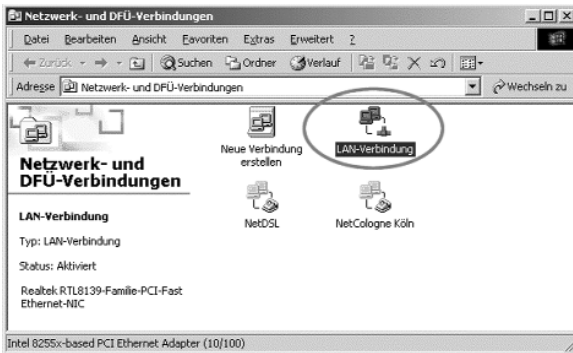 Netzwerk- und DFÜ-Verbindungen
Datei Bearbeiten Ansicht Favoriten Extras Erweitert ?
Zurück Suchen Ordner Verlauf
Adresse Netzwerk- und DFÜ-Verbindungen Wechseln zu
Netzwerk- und
DFÜ-Verbindungen
LAN-Verbindung
Typ: LAN-Verbindung
Status: Aktiviert
Realtek RTL8139-Familie-PCI-Fast
Ethernet-NIC
Neue Verbindung
erstellen
LAN-Verbindung
NetDSL
NetCologne Köln
Intel 8255x-based PCI Ethernet Adapter (10/100)